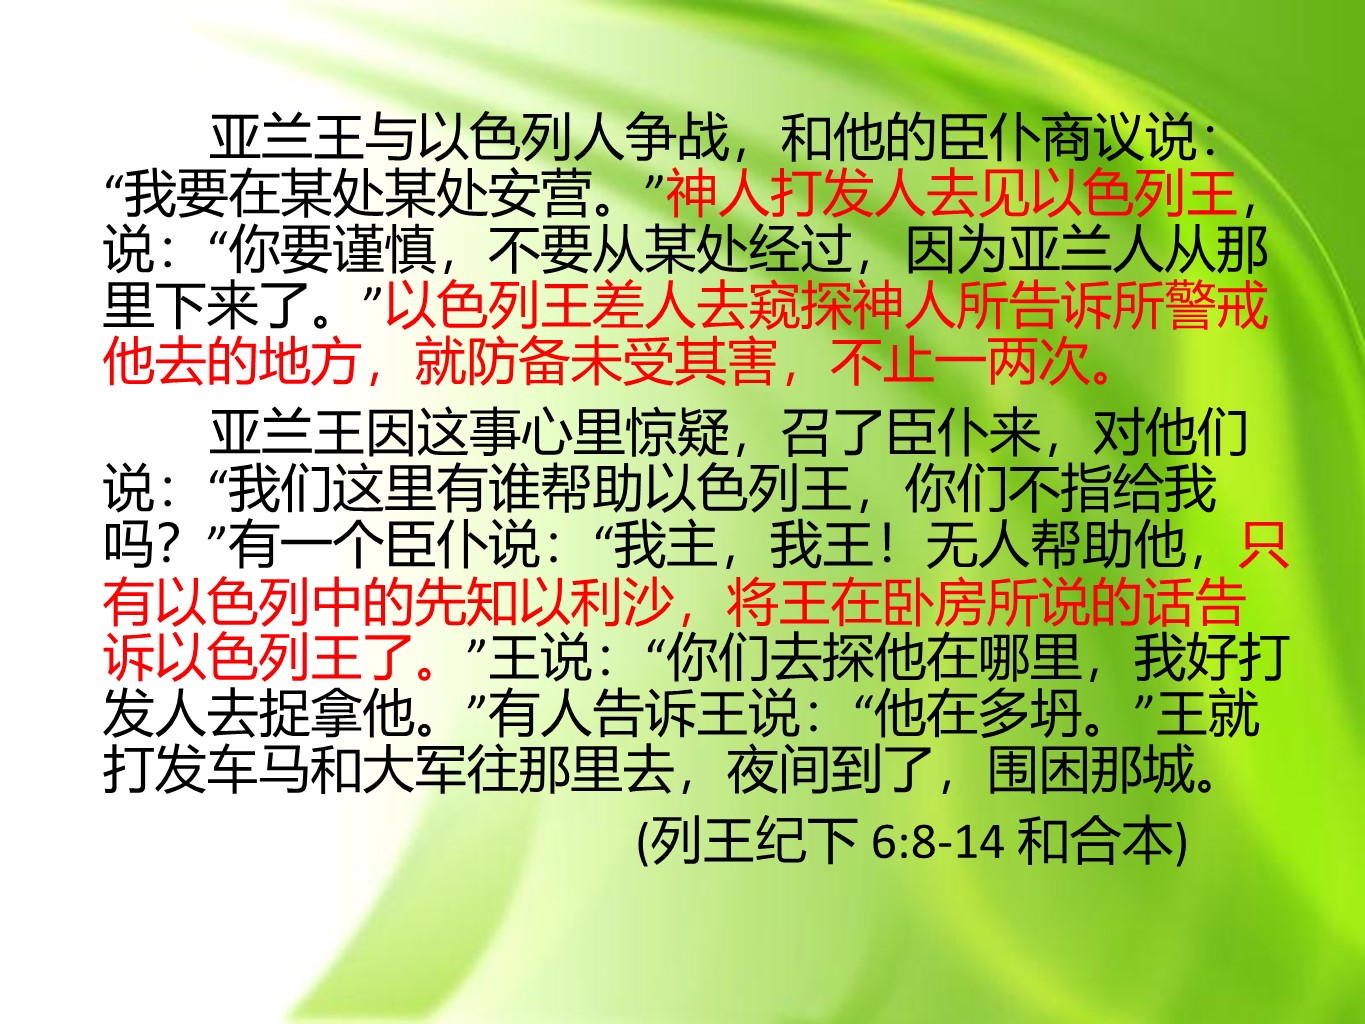 亚兰王与以色列人争战，和他的臣仆商议说：
“我要在某处某处安营。”神人打发人去见以色列王，
说：“你要谨慎，不要从某处经过，因为亚兰人从那
里下来了。”以色列王差人去窥探神人所告诉所警戒
他去的地方，就防备未受其害，不止一两次。
亚兰王因这事心里惊疑，召了臣仆来，对他们
说：“我们这里有谁帮助以色列王，你们不指给我
吗？”有一个臣仆说：“我主，我王！无人帮助他，只
有以色列中的先知以利沙，将王在卧房所说的话告
诉以色列王了。”王说：“你们去探他在哪里，我好打
发人去捉拿他。”有人告诉王说：“他在多坍。”王就
打发车马和大军往那里去，夜间到了，围困那城。
(列王纪下 6:8-14 和合本)